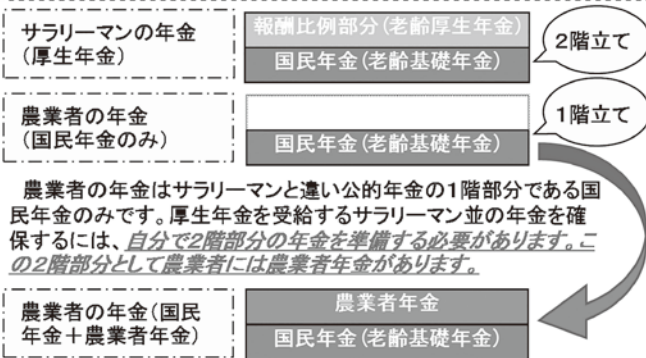 サラリーマンの年金
(厚生年金)
報酬比例部分(老齢厚生年金)
国民年金(老齢基礎年金)
2階立て
農業者の年金
(国民年金のみ)
国民年金(老齢基礎年金)
1階立て
農業者の年金はサラリーマンと違い公的年金の1階部分である国
民年金のみです。厚生年金を受給するサラリーマン並の年金を確
保するには、自分で2階部分の年金を準備する必要があります。こ
の2階部分として農業者には農業者年金があります。
農業者の年金(国民
年金+農業者年金)
農業者年金
国民年金(老齢基礎年金)